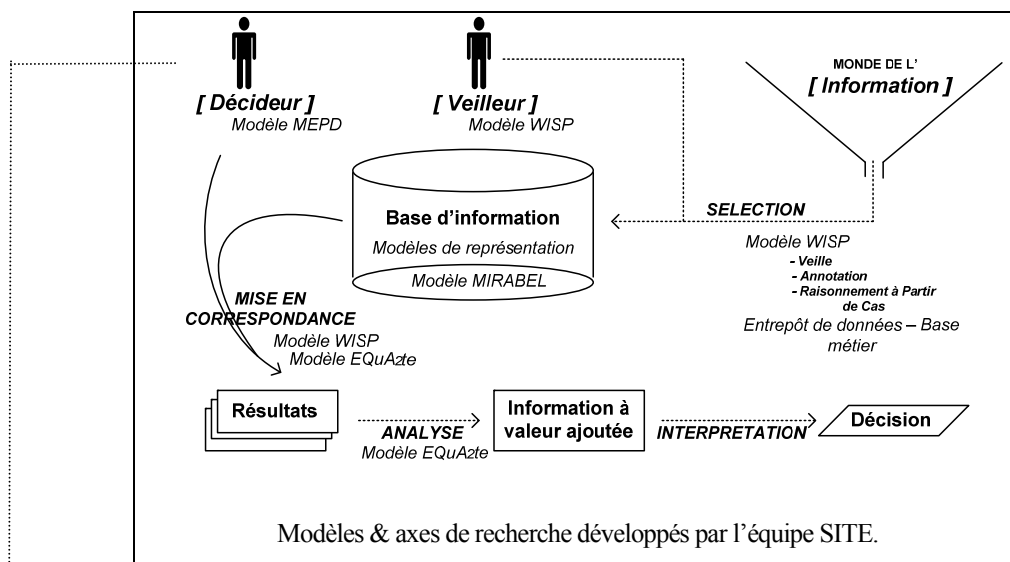 MONDE DE L'
[ Information ]
[ Décideur ]
Modèle MEPD
[ Veilleur ]
Modèle WISP
Base d'information
Modèles de représentation
Modèle MIRABEL
SELECTION
Modèle WISP
- Veille
- Annotation
- Raisonnement à Partir
de Cas
Entrepôt de données – Base
métier
MISE EN
CORRESPONDANCE
Modèle WISP
Modèle EQuA2te
Résultats
ANALYSE
Modèle EQuA2te
Information à
valeur ajoutée
INTERPRETATION
Décision
Modèles & axes de recherche développés par l'équipe SITE.